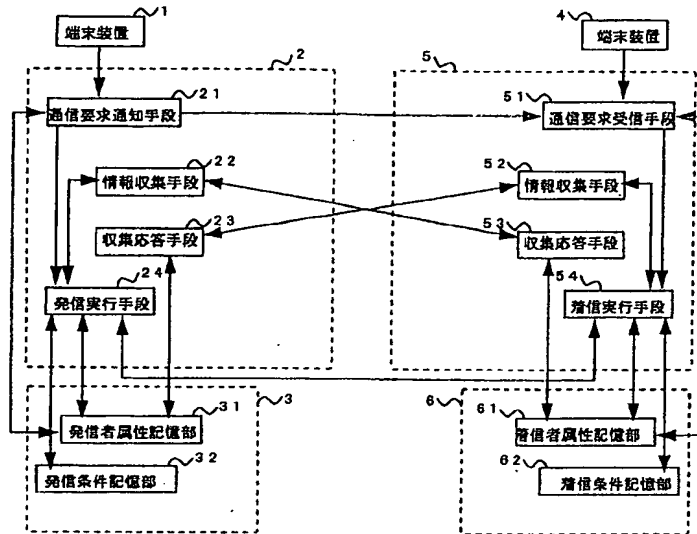 1
端末装置
4
端末装置
2
5
21
通信要求通知手段
51
通信要求受信手段
22
情報収集手段
52
情報収集手段
23
収集応答手段
53
収集応答手段
24
発信実行手段
54
着信実行手段
3
6
31
発信者属性記憶部
61
着信者属性記憶部
32
発信条件記憶部
62
着信条件記憶部